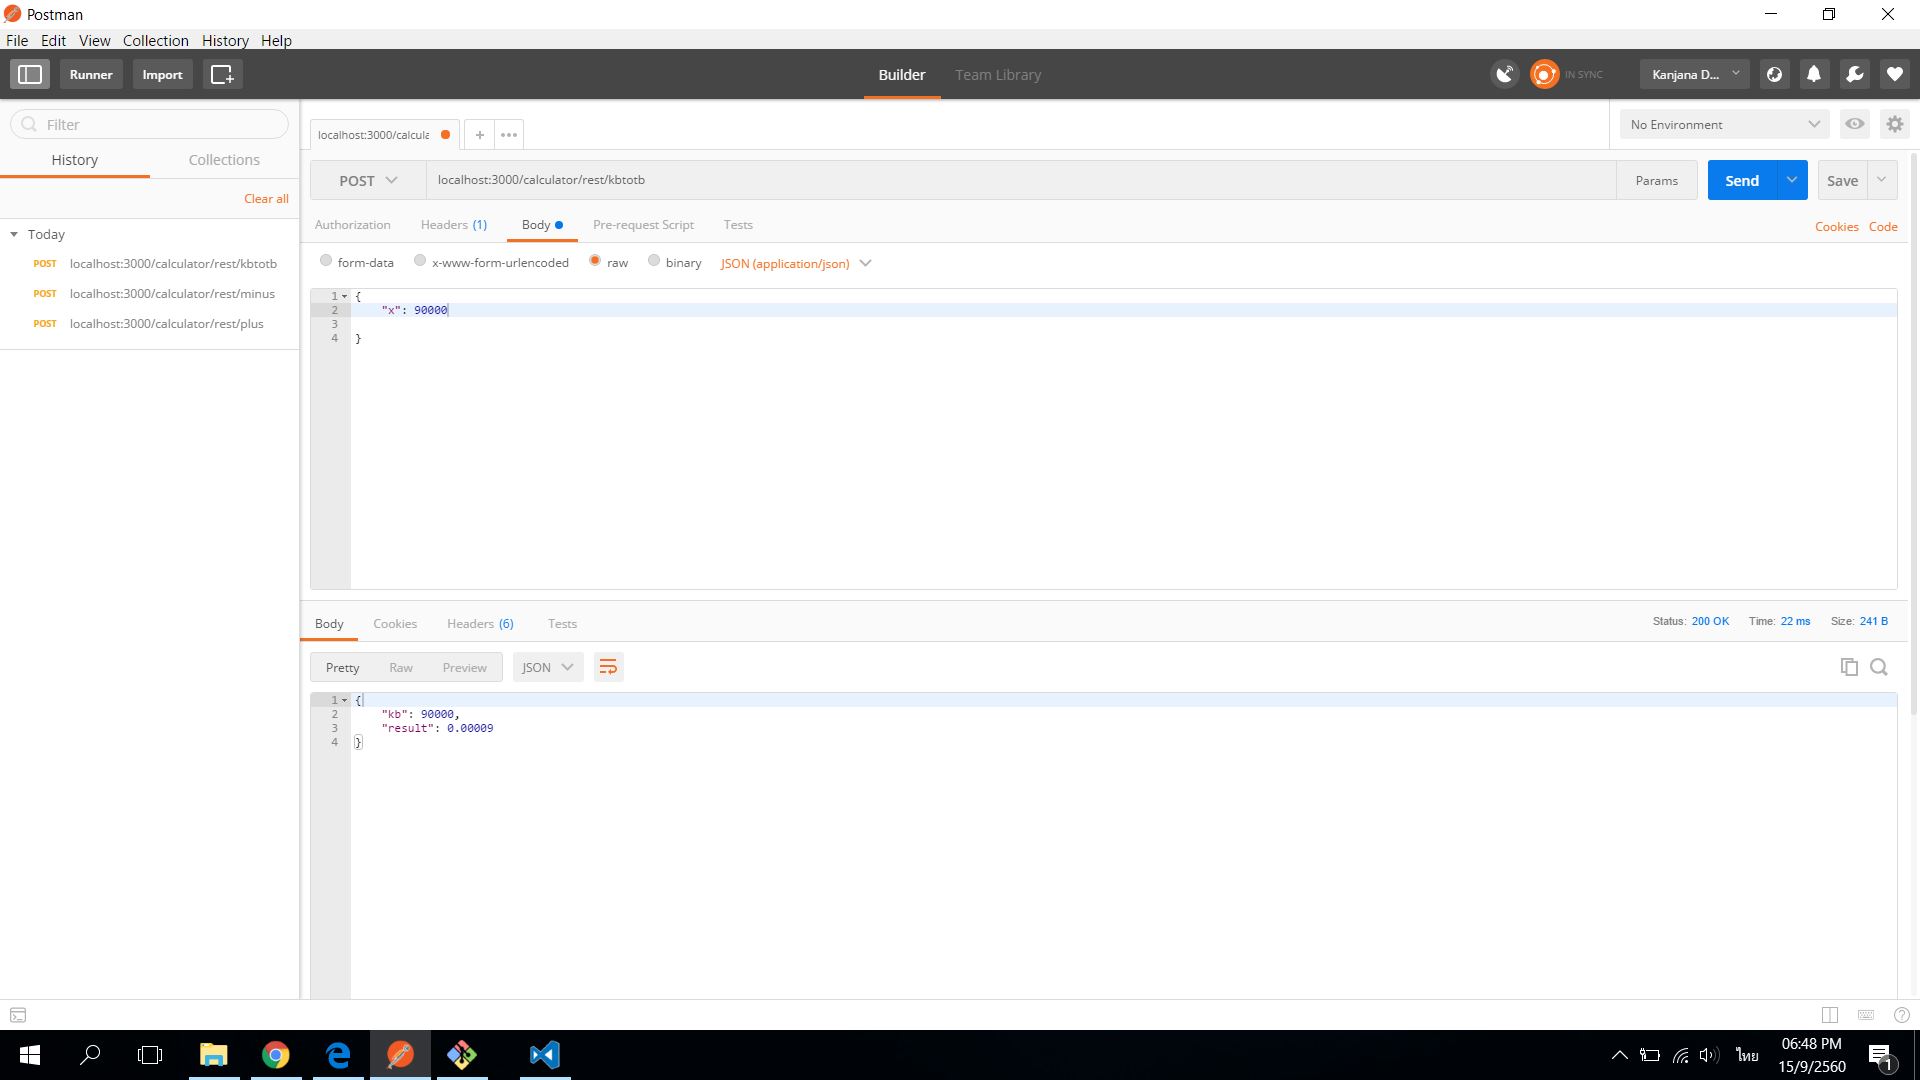 Postman
File Edit View Collection History Help
Runner Import Builder Team Library IN SYNC Kanjana D...
Filter
History Collections
Clear all
Today
POST localhost:3000/calculator/rest/kbtotb
POST localhost:3000/calculator/rest/minus
POST localhost:3000/calculator/rest/plus
localhost:3000/calcula + •••
No Environment
POST localhost:3000/calculator/rest/kbtotb Params Send Save
Authorization Headers (1) Body Pre-request Script Tests Cookies Code
form-data x-www-form-urlencoded raw binary JSON (application/json)
1 {
2 "x": 90000
3
4 }
Body Cookies Headers (6) Tests Status: 200 OK Time: 22 ms Size: 241 B
Pretty Raw Preview JSON
1 {
2 "kb": 90000,
3 "result": 0.00009
4 }
ไทย
06:48 PM
15/9/2560
1